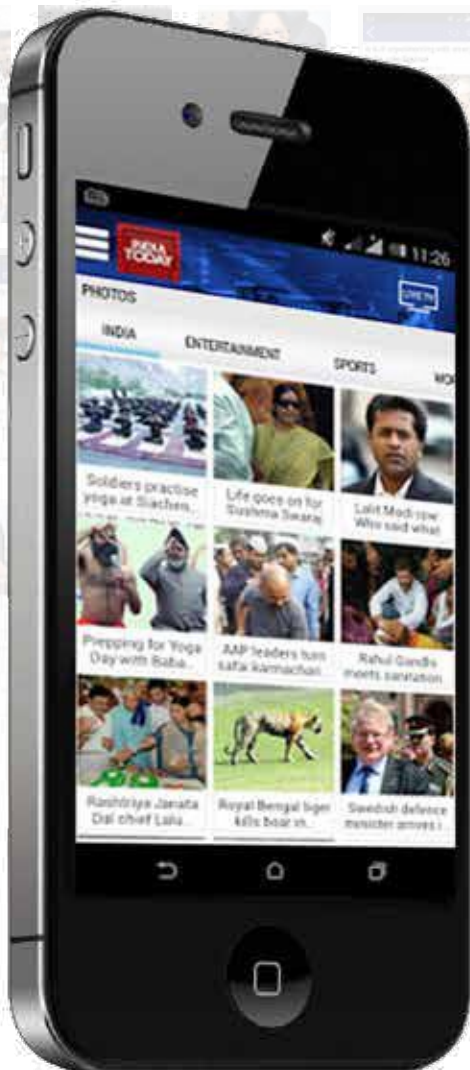 11:26
INDIA
TODAY
LIVE TV
PHOTOS
INDIA ENTERTAINMENT SPORTS
Soldiers practise
yoga at Siachen...
Life goes on for
Sushma Swaraj
Lalit Modi row:
Who said what
Prepping for Yoga
Day with Baba...
AAP leaders turn
safai karmachari
Rahul Gandhi
meets sanitation
Rashtriya Janata
Dal chief Lalu
Royal Bengal tiger
kills boar in...
Swedish defence
minister arrives i...